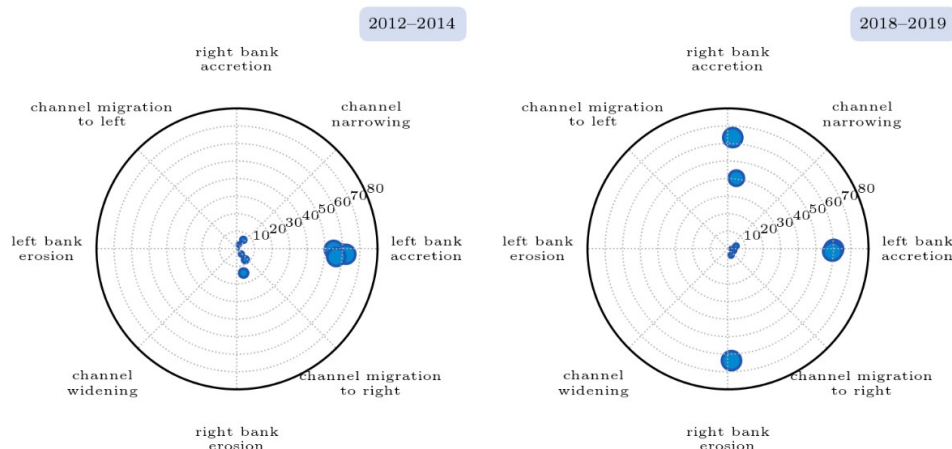 2012–2014
right bank
accretion
channel migration
to left
channel
narrowing
10 20 30 40 50 60 70 80
left bank
erosion
left bank
accretion
channel
widening
channel migration
to right
right bank
erosion
2018–2019
right bank
accretion
channel migration
to left
channel
narrowing
10 20 30 40 50 60 70 80
left bank
erosion
left bank
accretion
channel
widening
channel migration
to right
right bank
erosion